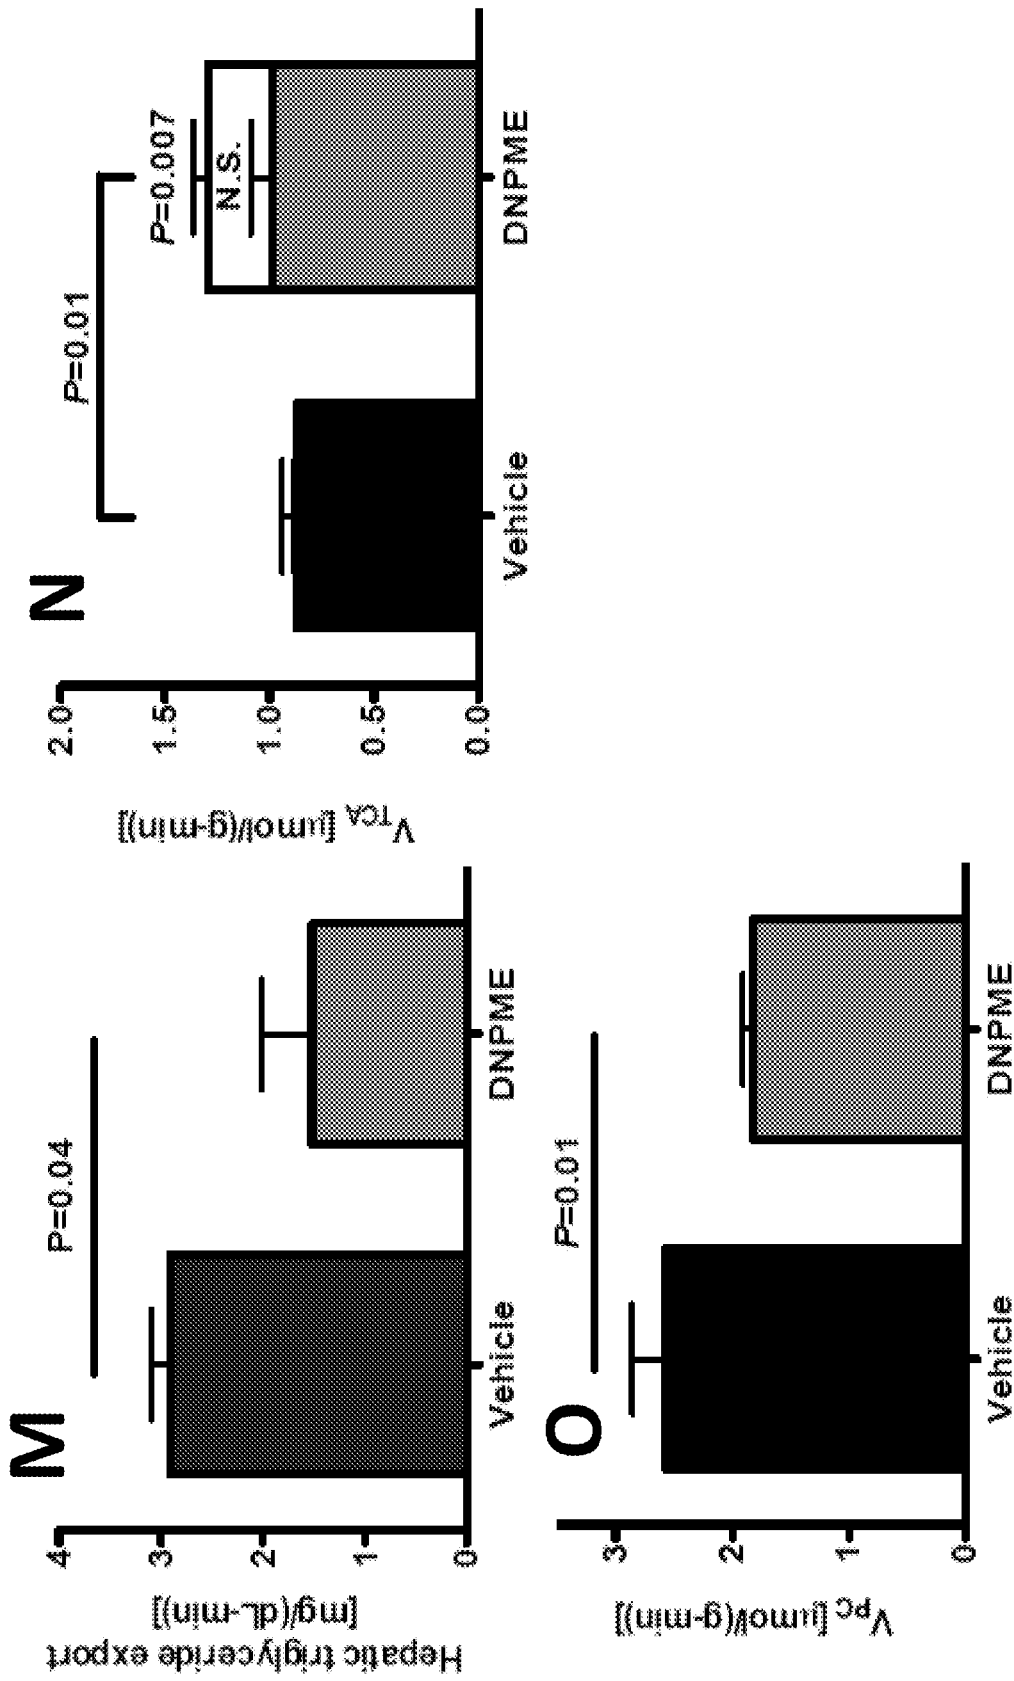 M
Hepatic triglyceride export
[mg/(dL-min)]
4
3
2
1
0
P=0.04
Vehicle
DNPME
N
V_TCA [µmol/(g-min)]
2.0
1.5
1.0
0.5
0.0
P=0.01
P=0.007
N.S.
Vehicle
DNPME
O
V_PC [µmol/(g-min)]
3
2
1
0
P=0.01
Vehicle
DNPME